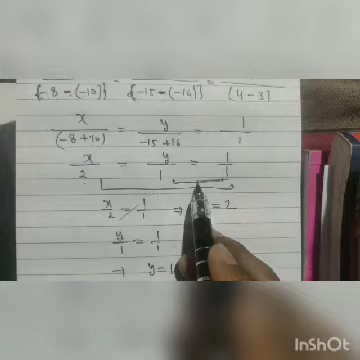 {-8-(-10)} {-15-(-16)} {4-3}
x/(-8+10) = y/(-15+16) = 1/1
x/2 = y/1 = 1/1
x/2 = 1/1 ⇒ = 2
y/1 = 1/1
y=1
InShOt